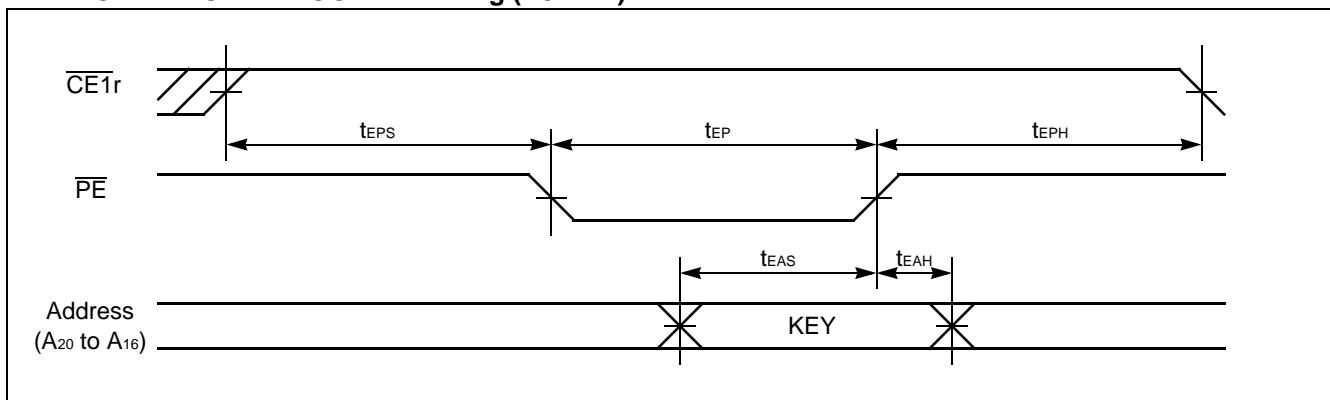 CE1r
tEPS
tEP
tEPH
PE
tEAS
tEAH
Address
(A20 to A16)
KEY